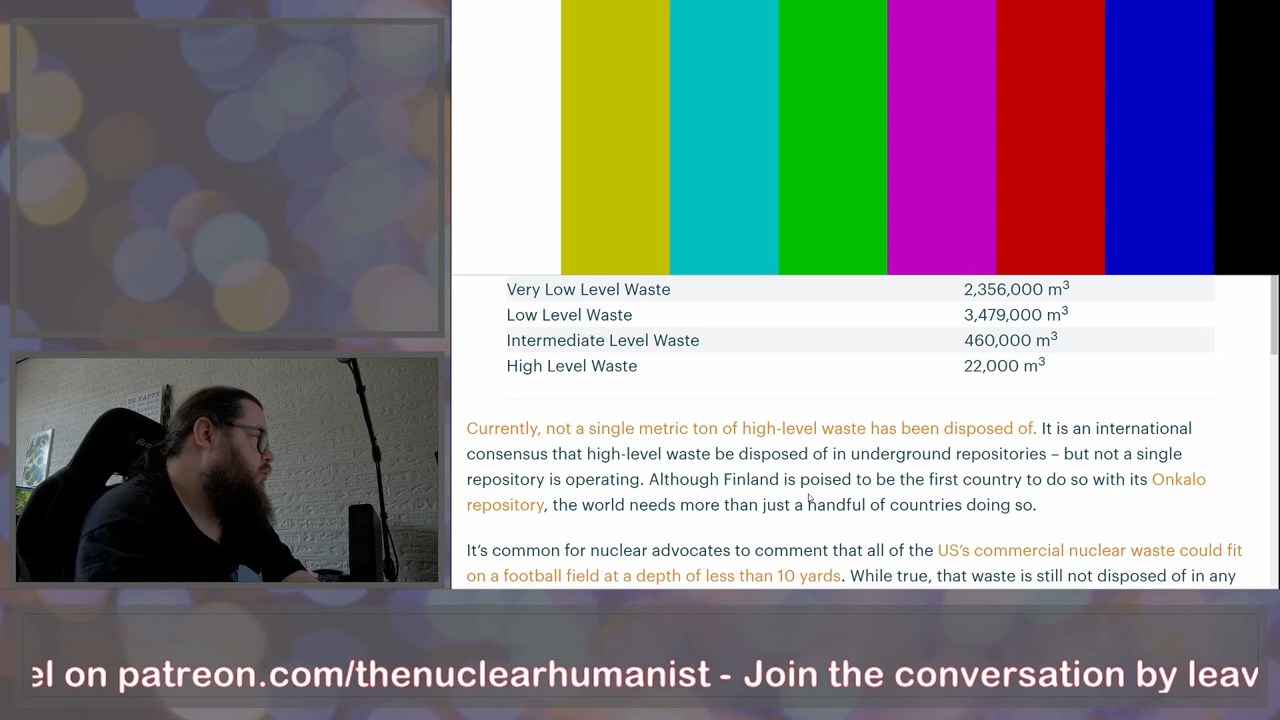 BE HAPPY
Very Low Level Waste 2,356,000 m³
Low Level Waste 3,479,000 m³
Intermediate Level Waste 460,000 m³
High Level Waste 22,000 m³
Currently, not a single metric ton of high-level waste has been disposed of. It is an international
consensus that high-level waste be disposed of in underground repositories – but not a single
repository is operating. Although Finland is poised to be the first country to do so with its Onkalo
repository, the world needs more than just a handful of countries doing so.
It’s common for nuclear advocates to comment that all of the US’s commercial nuclear waste could fit
on a football field at a depth of less than 10 yards. While true, that waste is still not disposed of in any
el on patreon.com/thenuclearhumanist - Join the conversation by leav